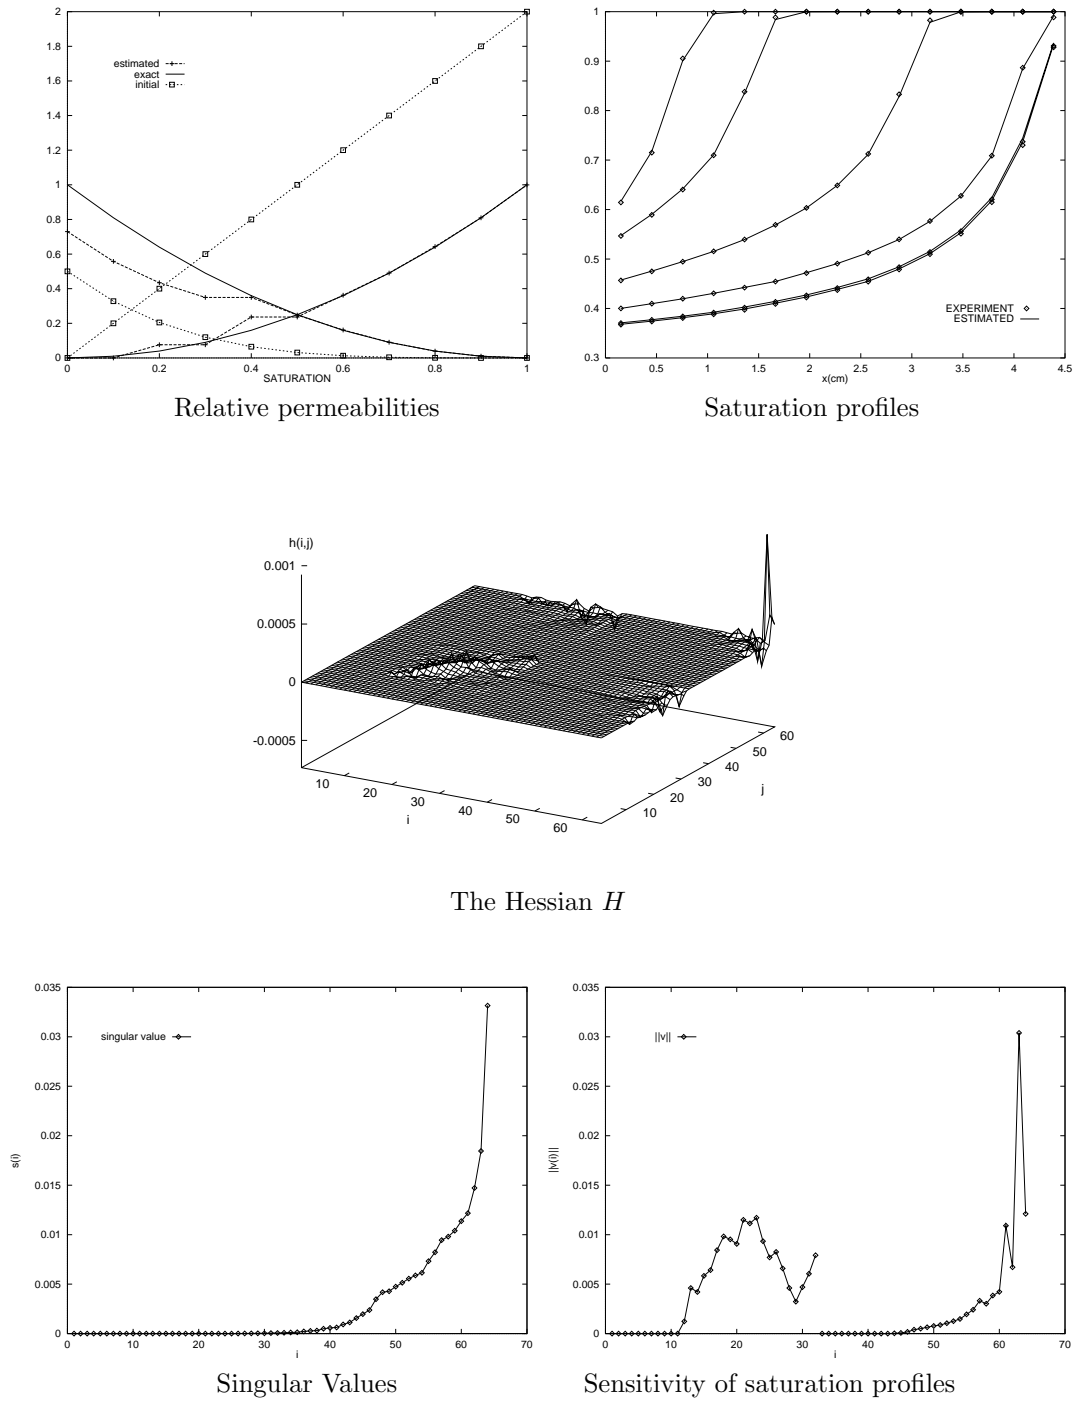 2
1.8
1.6
1.4
1.2
1
0.8
0.6
0.4
0.2
0
estimated
exact
initial
0 0.2 0.4 0.6 0.8 1
SATURATION
Relative permeabilities
1
0.9
0.8
0.7
0.6
0.5
0.4
0.3
EXPERIMENT
ESTIMATED
0 0.5 1 1.5 2 2.5 3 3.5 4 4.5
x(cm)
Saturation profiles
h(i,j)
0.001
0.0005
0
-0.0005
10 20 30 40 50 60
i
10 20 30 40 50 60
j
The Hessian H
0.035
0.03
0.025
0.02
0.015
0.01
0.005
0
s(i)
singular value
0 10 20 30 40 50 60 70
i
Singular Values
0.035
0.03
0.025
0.02
0.015
0.01
0.005
0
||v(i)||
||v||
0 10 20 30 40 50 60 70
i
Sensitivity of saturation profiles